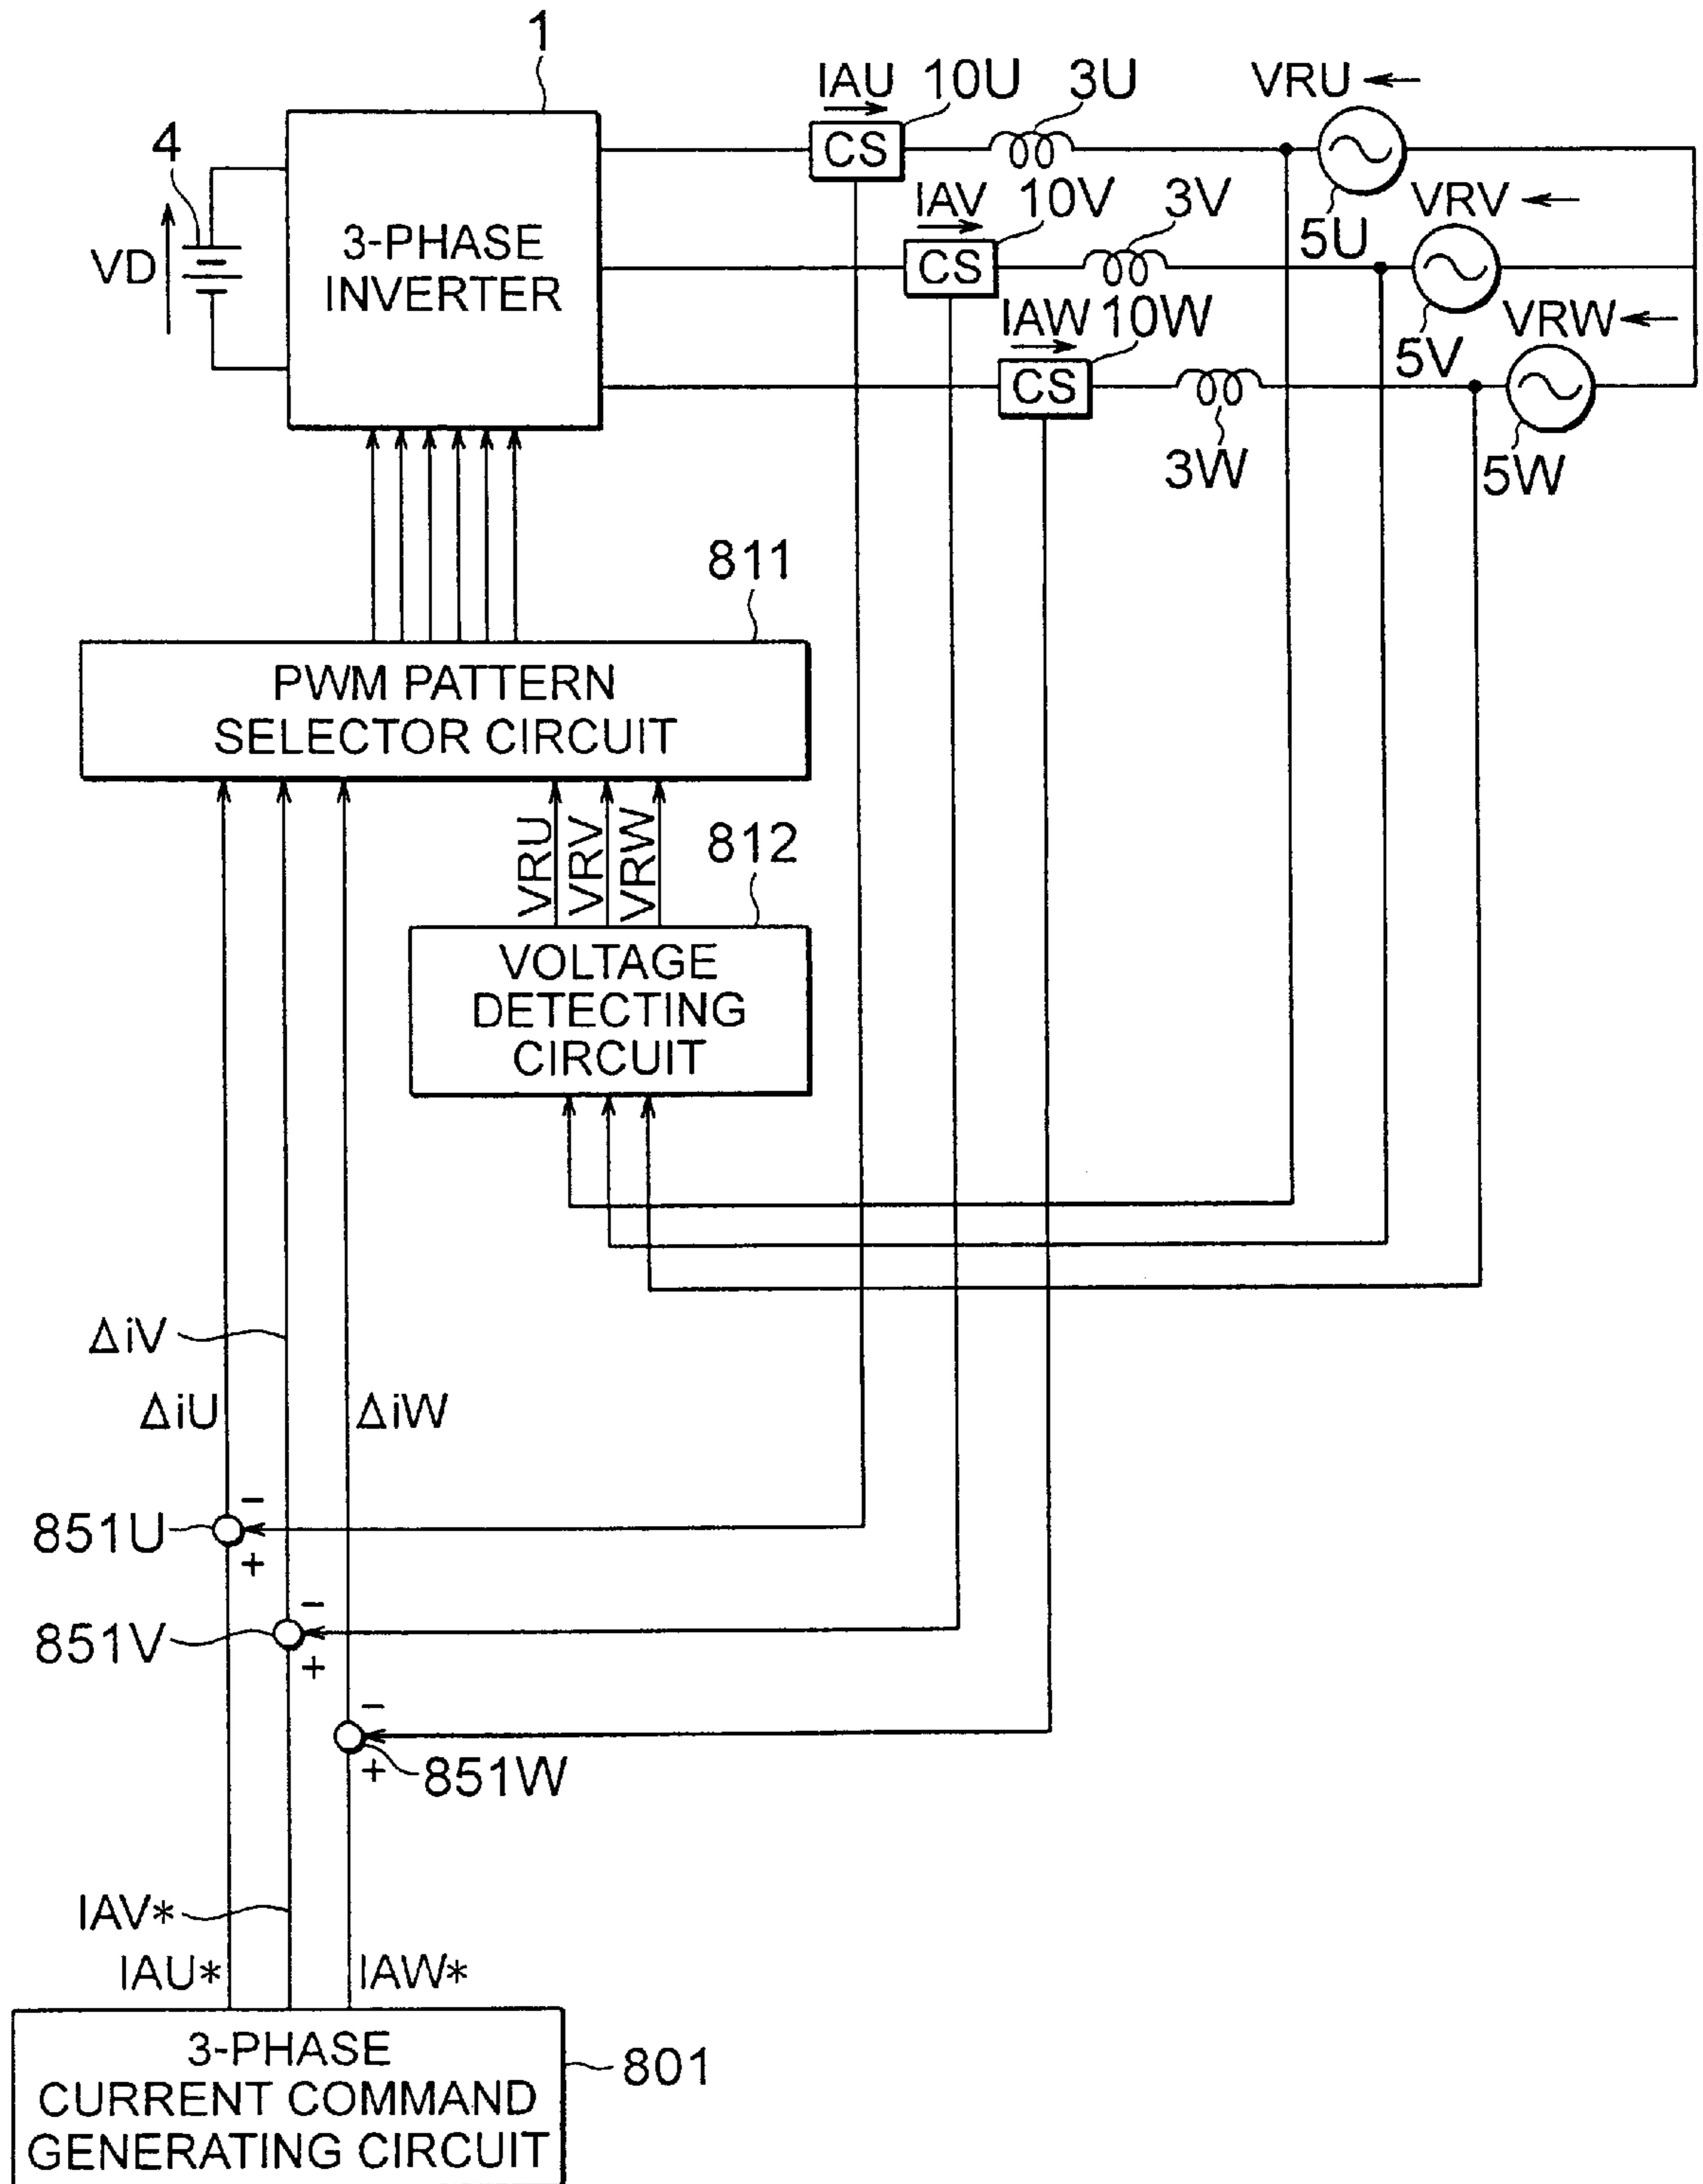 1
IAU 10U 3U VRU
4
CS
IAV 10V 3V VRV
5U
3-PHASE
INVERTER
VD
CS
IAW 10W VRW
5V
CS
3W 5W
811
PWM PATTERN
SELECTOR CIRCUIT
VRU
VRV
VRW
812
VOLTAGE
DETECTING
CIRCUIT
ΔiV
ΔiU ΔiW
851U
−
+
851V
−
+
−
+
851W
IAV*
IAU* IAW*
3-PHASE
CURRENT COMMAND
GENERATING CIRCUIT
801